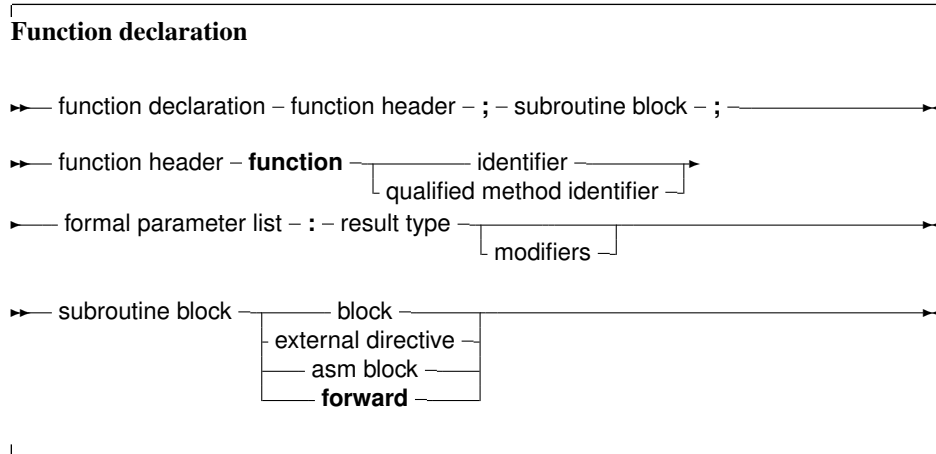 Function declaration
function declaration – function header – ; – subroutine block – ;
function header – function identifier
qualified method identifier
formal parameter list – : – result type
modifiers
subroutine block block
external directive
asm block
forward